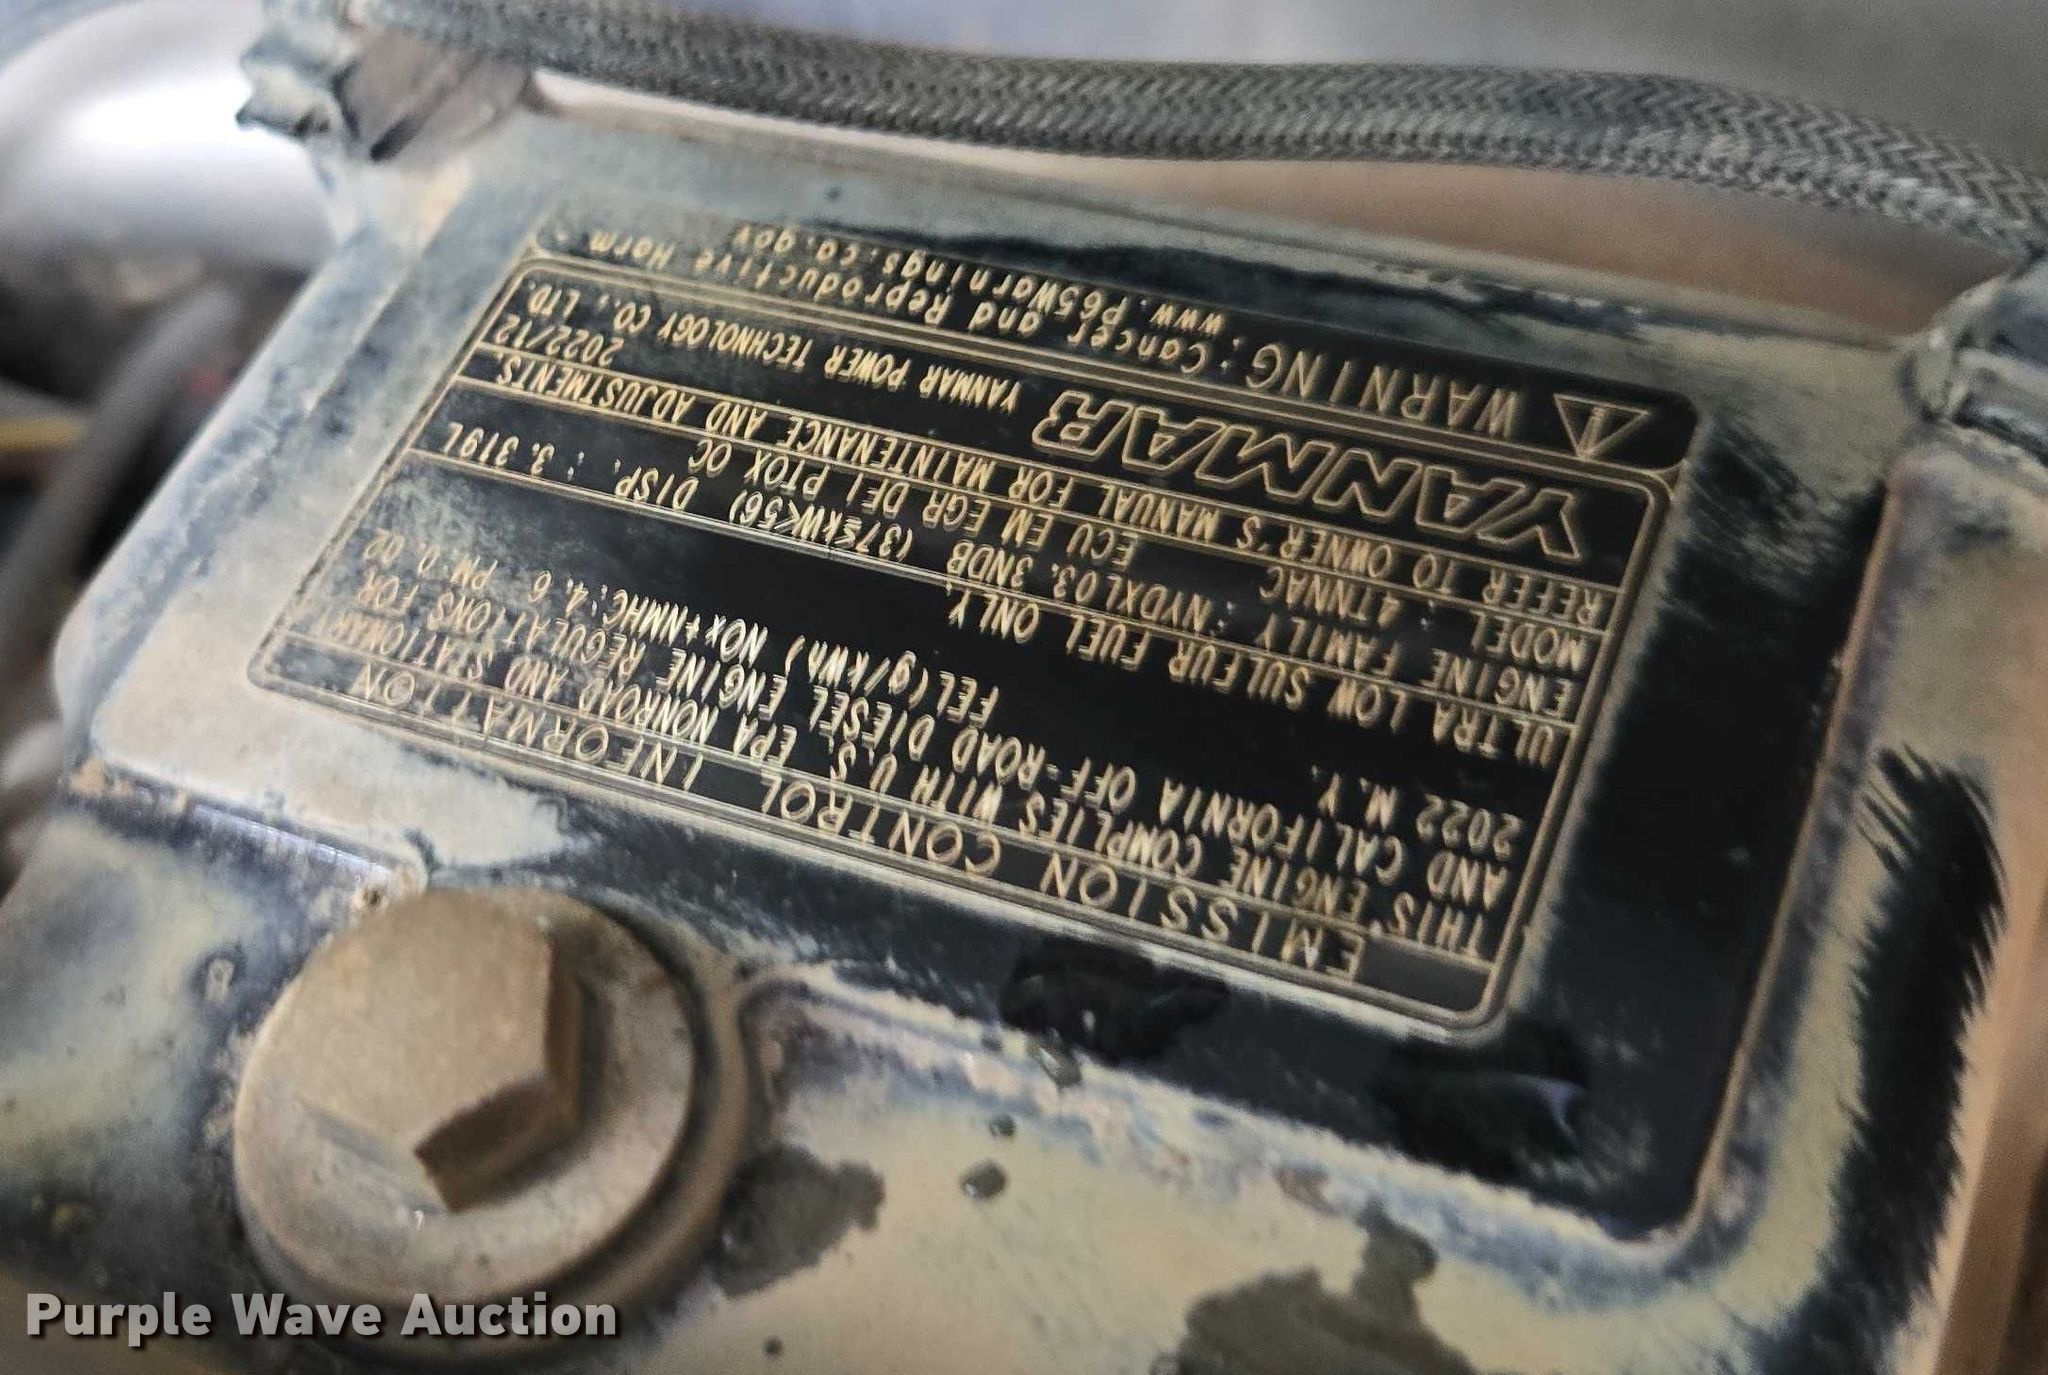 EMISSION CONTROL INFORMATION
THIS ENGINE COMPLIES WITH U.S. EPA NONROAD AND STATIONARY
AND CALIFORNIA OFF-ROAD DIESEL ENGINE REGULATIONS FOR
2022 M.Y. FEL(g/kWh) NOx+NMHC:4.6 PM:0.02
ULTRA LOW SULFUR FUEL ONLY.
ENGINE FAMILY : NYDXL03.3NDB (37≤kW<56) DISP. : 3.319L
MODEL : 4TNNAC ECU EM EGR DFI PTOX OC
REFER TO OWNER'S MANUAL FOR MAINTENANCE AND ADJUSTMENTS.
2022/12
YANMAR YANMAR POWER TECHNOLOGY CO., LTD.
WARNING: Cancer and Reproductive Harm
www.P65Warnings.ca.gov
Purple Wave Auction